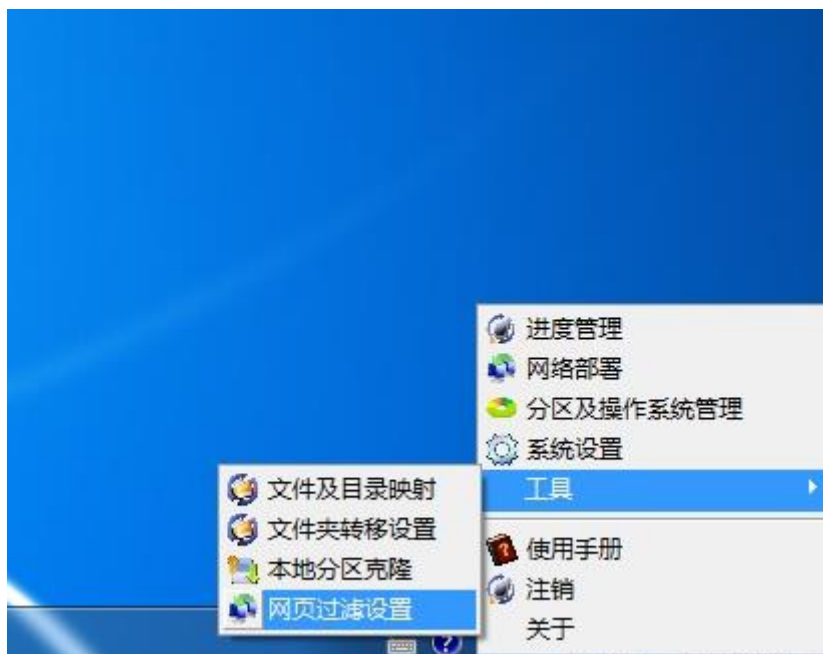 进度管理
网络部署
分区及操作系统管理
系统设置
工具
文件及目录映射
文件夹转移设置
本地分区克隆
网页过滤设置
使用手册
注销
关于